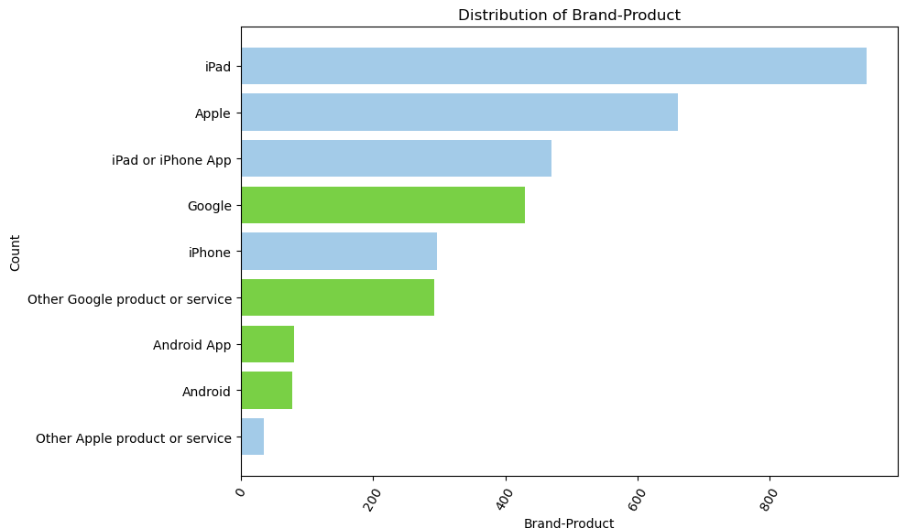 Distribution of Brand-Product
iPad
Apple
iPad or iPhone App
Google
iPhone
Other Google product or service
Android App
Android
Other Apple product or service
Count
0
200
400
600
800
Brand-Product